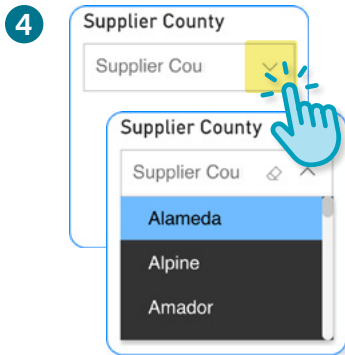 4
Supplier County
Supplier Cou
Supplier County
Supplier Cou
Alameda
Alpine
Amador